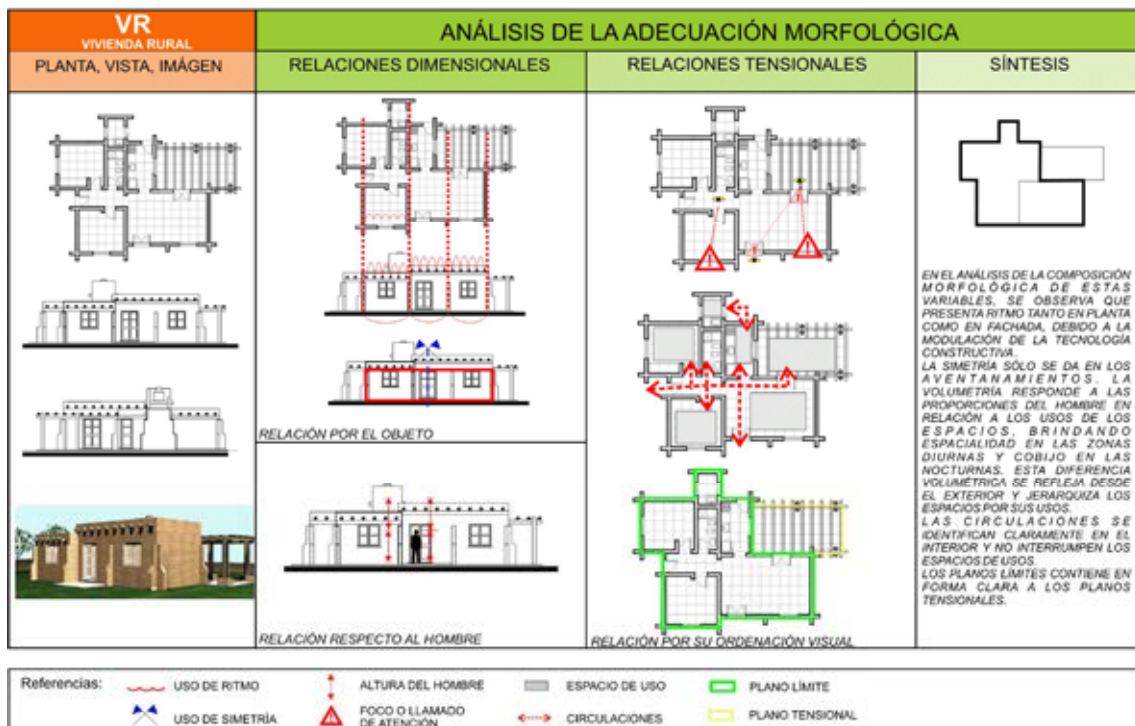 VR
VIVIENDA RURAL
ANÁLISIS DE LA ADECUACIÓN MORFOLÓGICA
PLANTA, VISTA, IMÁGEN
RELACIONES DIMENSIONALES
RELACIONES TENSIONALES
SÍNTESIS
RELACIÓN POR EL OBJETO
RELACIÓN RESPECTO AL HOMBRE
RELACIÓN POR SU ORDENACIÓN VISUAL
EN EL ANÁLISIS DE LA COMPOSICIÓN
MORFOLÓGICA DE ESTAS
VARIABLES, SE OBSERVA QUE
PRESENTA RITMO TANTO EN PLANTA
COMO EN FACHADA, DEBIDO A LA
MODULACIÓN DE LA TECNOLOGÍA
CONSTRUCTIVA.
LA SIMETRÍA SÓLO SE DA EN LOS
AVENTANAMIENTOS. LA
VOLUMETRÍA RESPONDE A LAS
PROPORCIONES DEL HOMBRE EN
RELACIÓN A LOS USOS DE LOS
ESPACIOS, BRINDANDO
ESPACIALIDAD EN LAS ZONAS
DIURNAS Y COBIJO EN LAS
NOCTURNAS. ESTA DIFERENCIA
VOLUMÉTRICA SE REFLEJA DESDE
EL EXTERIOR Y JERARQUIZA LOS
ESPACIOS POR SUS USOS.
LAS CIRCULACIONES SE
IDENTIFICAN CLARAMENTE EN EL
INTERIOR Y NO INTERRUMPEN LOS
ESPACIOS DE USOS.
LOS PLANOS LÍMITES CONTIENE EN
FORMA CLARA A LOS PLANOS
TENSIONALES.
Referencias:
USO DE RITMO
ALTURA DEL HOMBRE
ESPACIO DE USO
PLANO LÍMITE
USO DE SIMETRÍA
FOCO O LLAMADO
DE ATENCIÓN
CIRCULACIONES
PLANO TENSIONAL